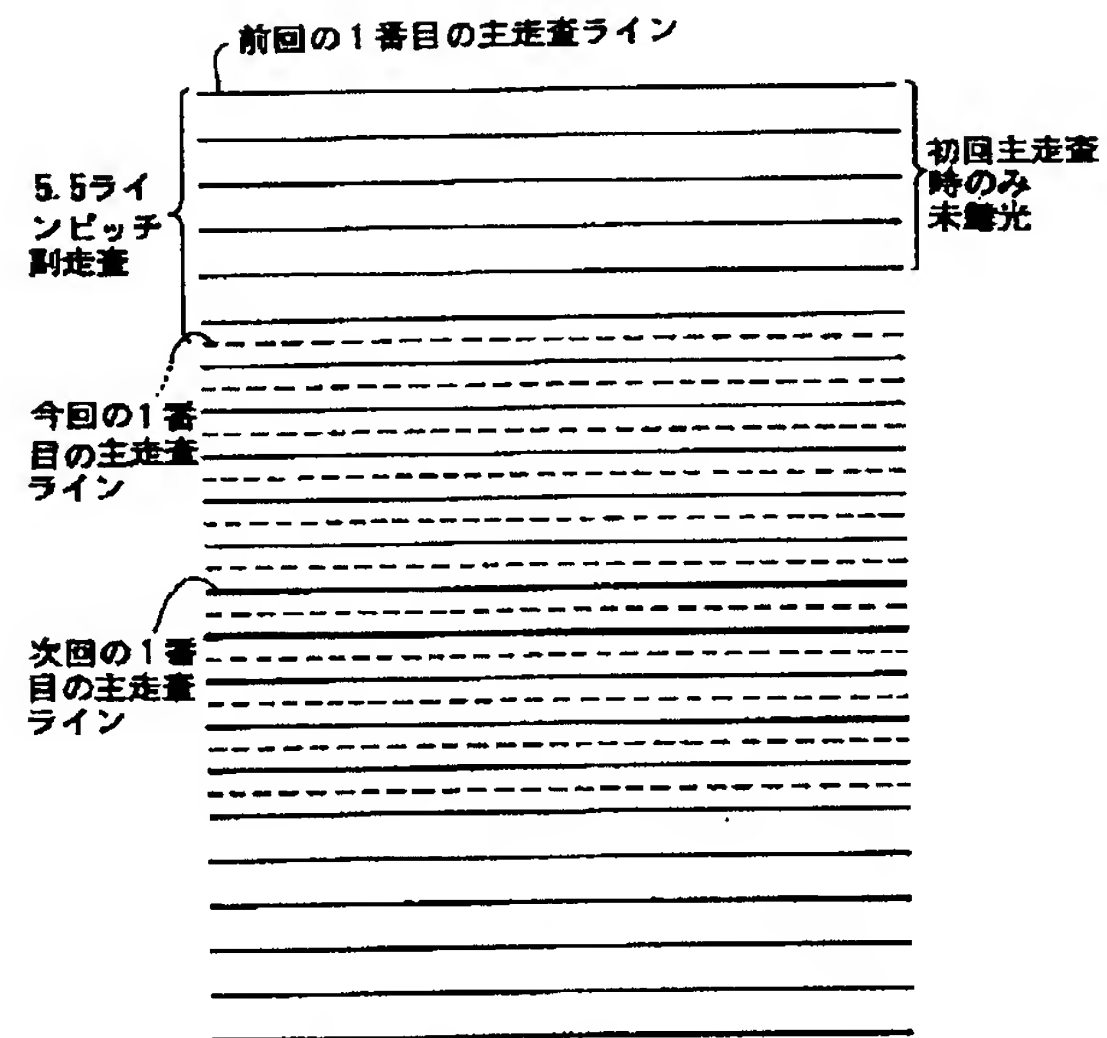 前回の1番目の主走査ライン
5.5ライ
ンピッチ
副走査
初回主走査
時のみ
未露光
今回の1番
目の主走査
ライン
次回の1番
目の主走査
ライン